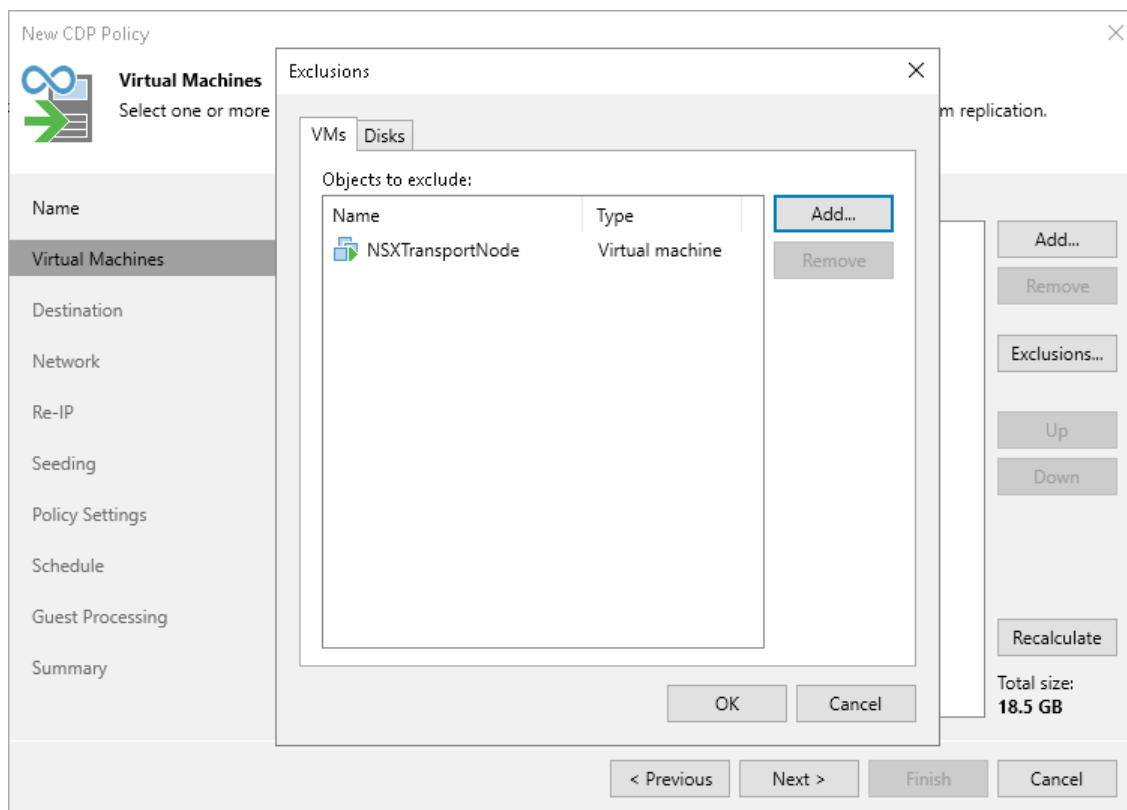 New CDP Policy
Virtual Machines
Select one or more
m replication.
Name
Virtual Machines
Destination
Network
Re-IP
Seeding
Policy Settings
Schedule
Guest Processing
Summary
Exclusions
VMs
Disks
Objects to exclude:
Name Type
NSXTransportNode Virtual machine
Add...
Remove
OK
Cancel
Add...
Remove
Exclusions...
Up
Down
Recalculate
Total size:
18.5 GB
< Previous
Next >
Finish
Cancel